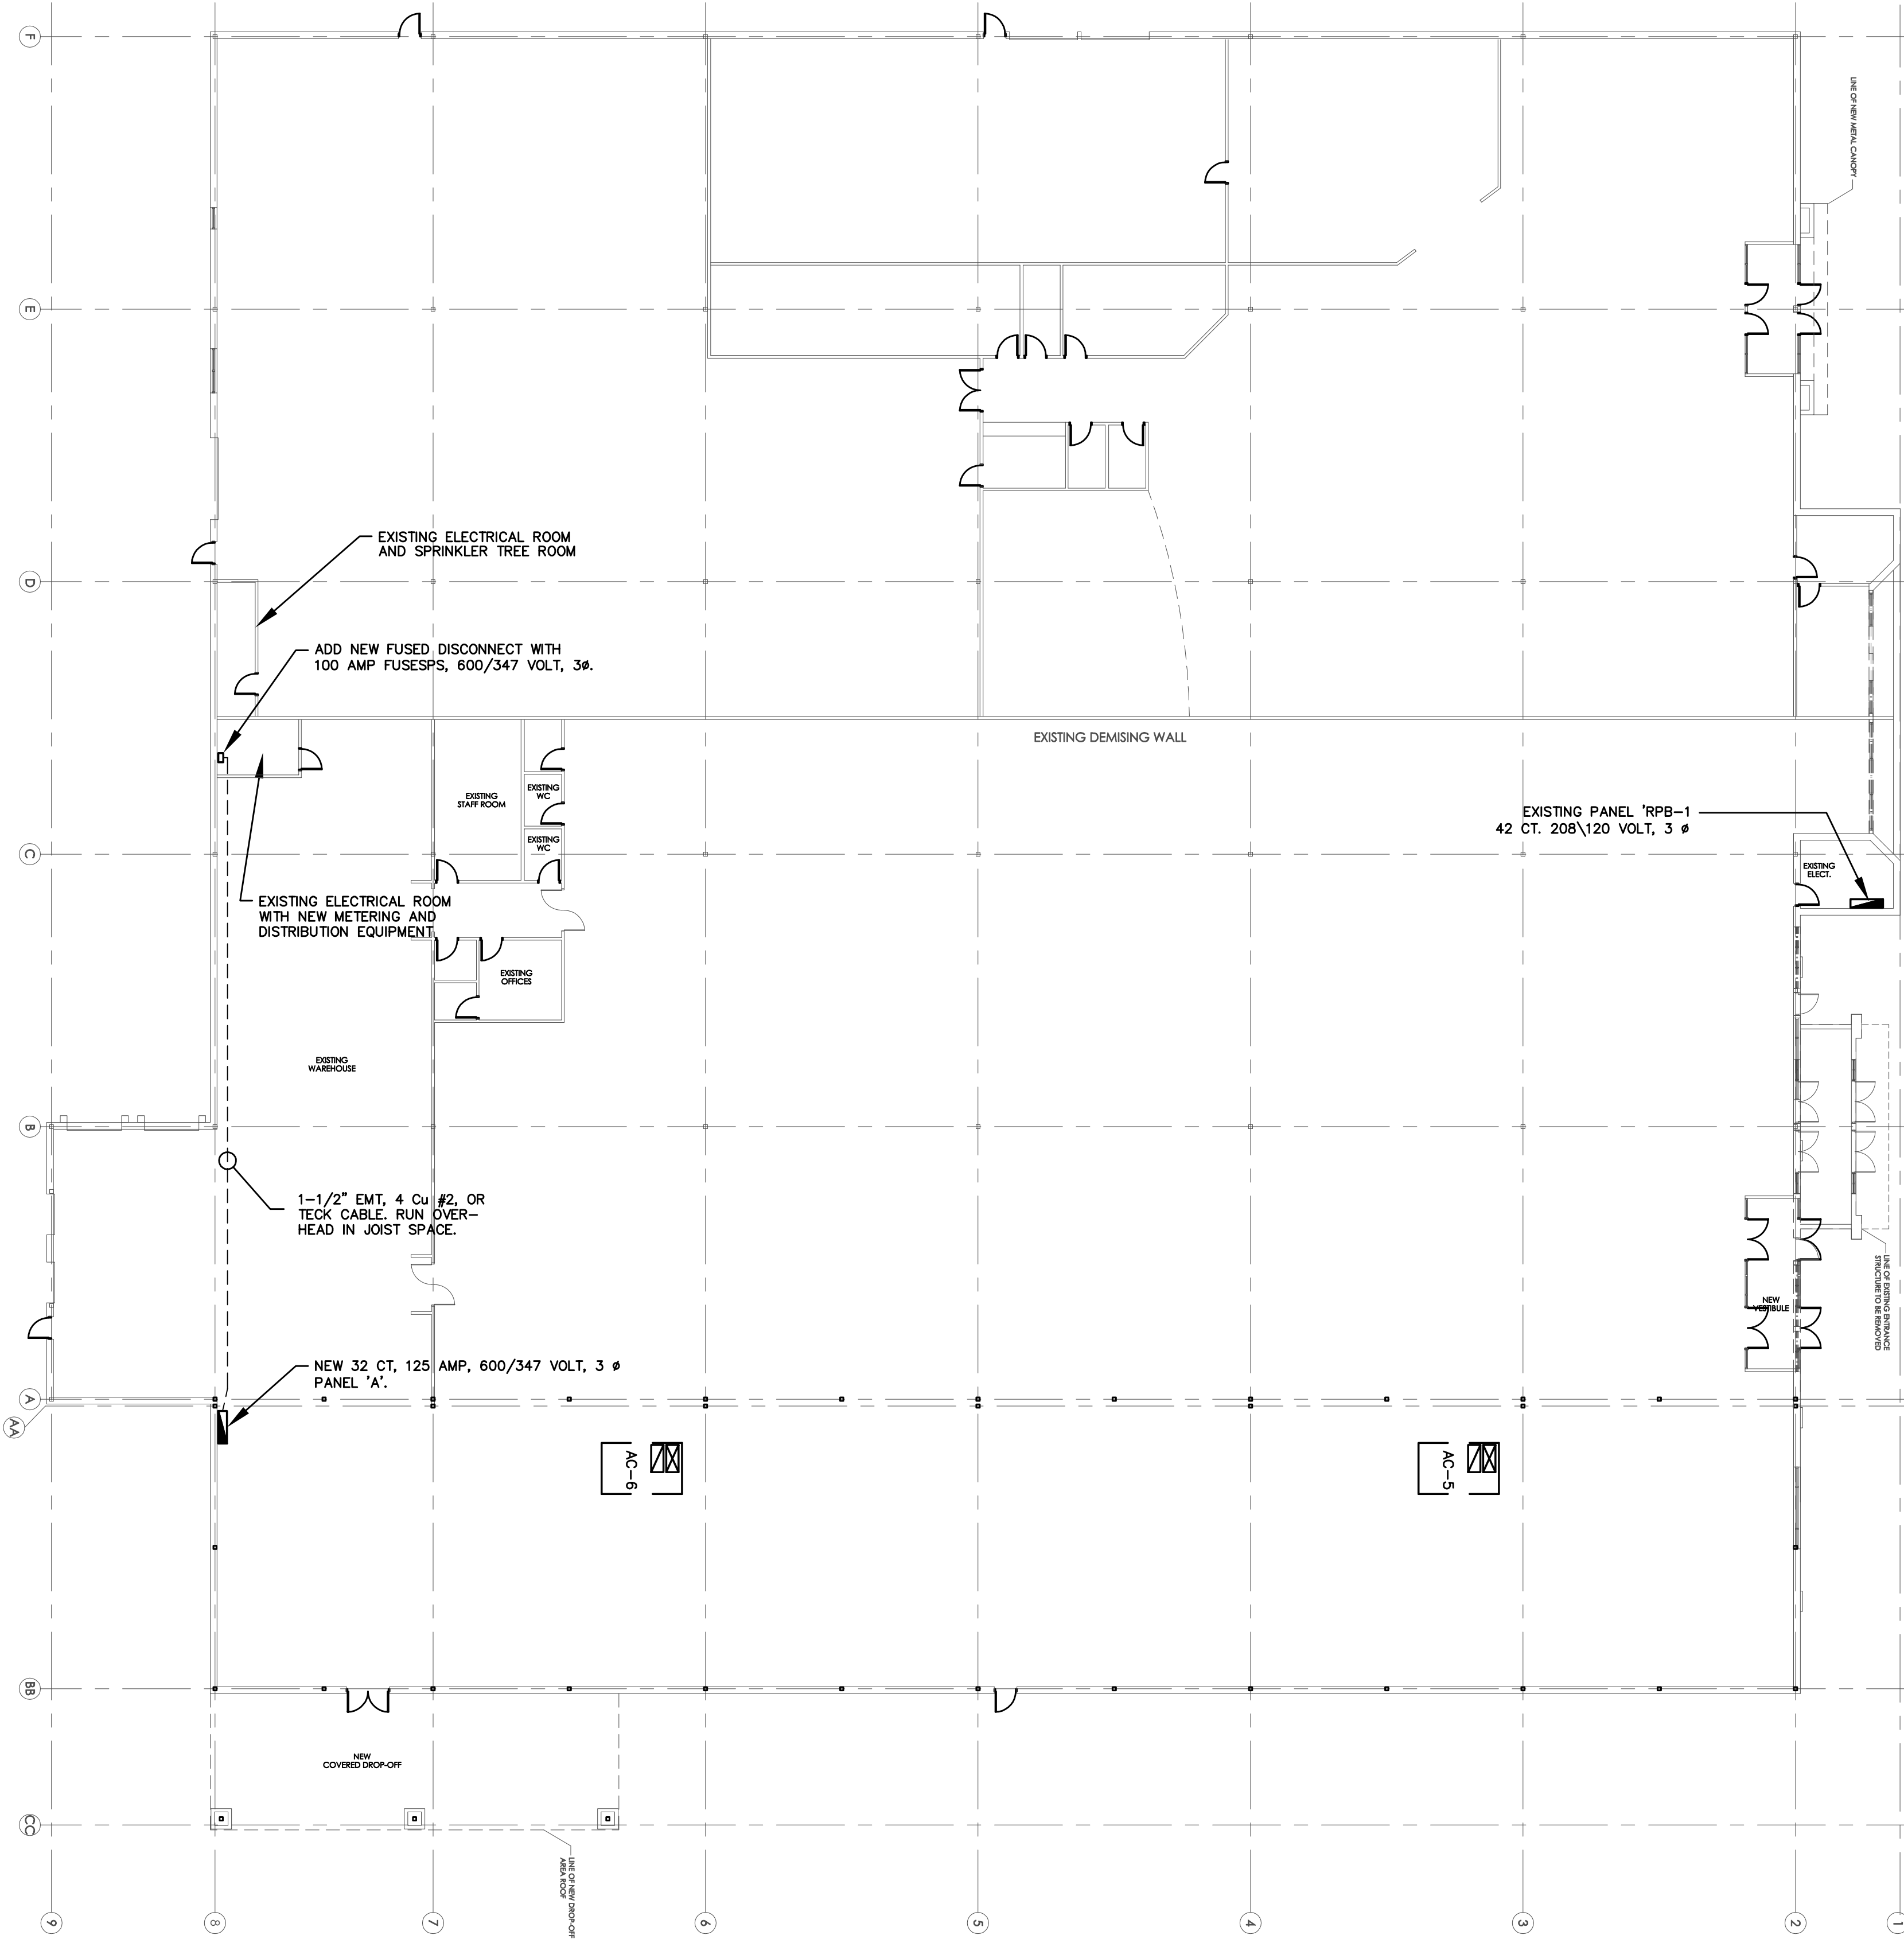 F
LINE OF NEW METAL CANOPY
E
EXISTING ELECTRICAL ROOM
AND SPRINKLER TREE ROOM
D
ADD NEW FUSED DISCONNECT WITH
100 AMP FUSESPS, 600/347 VOLT, 3ø.
EXISTING DEMISING WALL
EXISTING
STAFF ROOM
EXISTING
WC
EXISTING
WC
EXISTING PANEL 'RPB-1
42 CT. 208\120 VOLT, 3 ø
C
EXISTING
ELECT.
EXISTING ELECTRICAL ROOM
WITH NEW METERING AND
DISTRIBUTION EQUIPMENT
EXISTING
OFFICES
EXISTING
WAREHOUSE
B
1-1/2" EMT, 4 Cu #2, OR
TECK CABLE. RUN OVER-
HEAD IN JOIST SPACE.
LINE OF EXISTING ENTRANCE
STRUCTURE TO BE REMOVED
NEW
VESTIBULE
NEW 32 CT, 125 AMP, 600/347 VOLT, 3 ø
PANEL 'A'.
A
AA
AC-6
AC-5
BB
NEW
COVERED DROP-OFF
CC
LINE OF NEW DROP-OFF
AREA ROOF
9
8
7
6
5
4
3
2
1